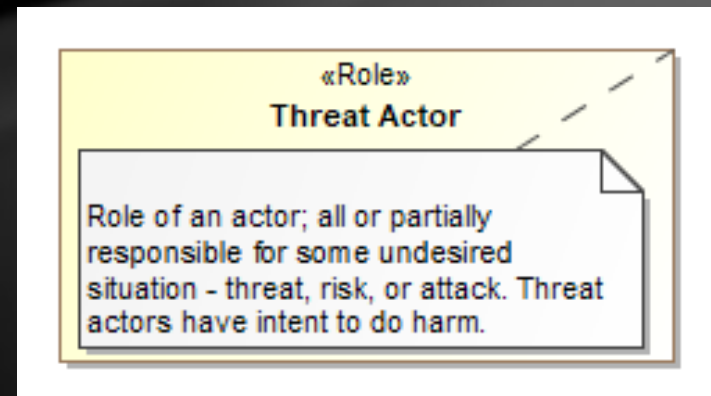 «Role»
Threat Actor
Role of an actor; all or partially
responsible for some undesired
situation - threat, risk, or attack. Threat
actors have intent to do harm.